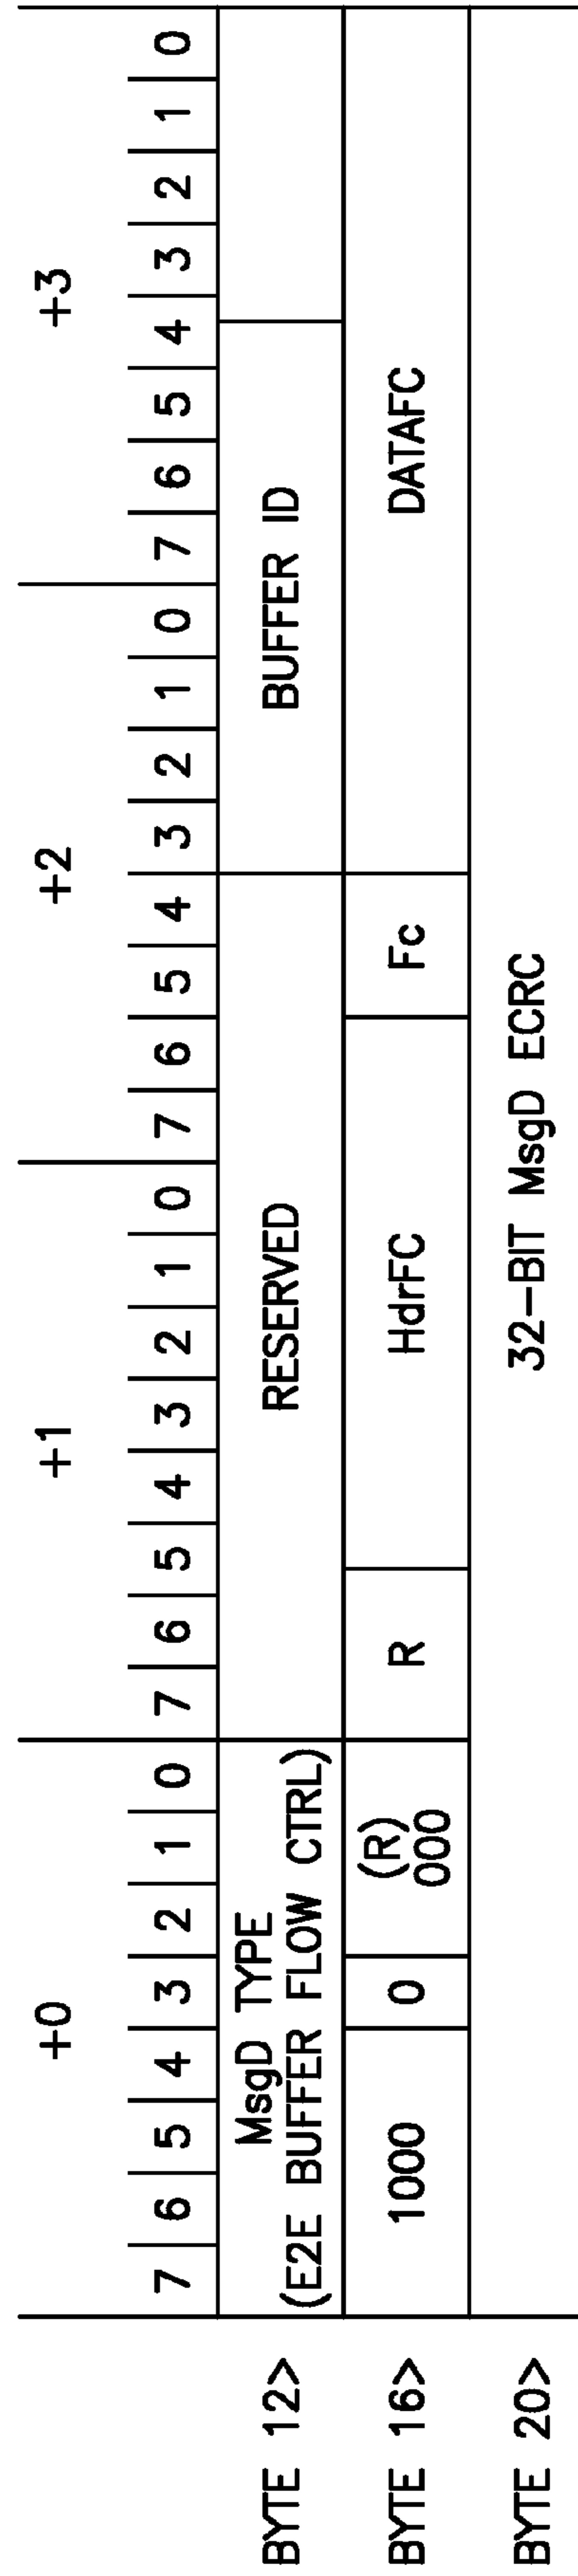 +0 +1 +2 +3
7 6 5 4 3 2 1 0 7 6 5 4 3 2 1 0 7 6 5 4 3 2 1 0 7 6 5 4 3 2 1 0
BYTE 12> MsgD TYPE
(E2E BUFFER FLOW CTRL) RESERVED BUFFER ID
BYTE 16> 1000 0 (R)
000 R HdrFC Fc DATAFC
BYTE 20> 32-BIT MsgD ECRC